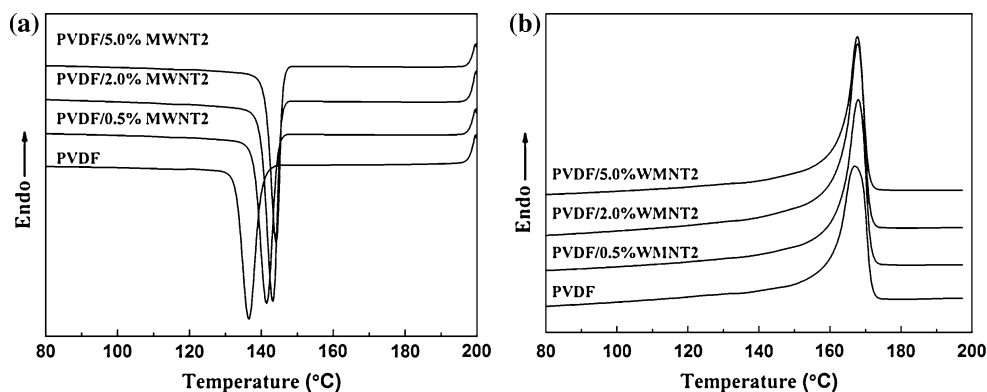 (a)
PVDF/5.0% MWNT2
PVDF/2.0% MWNT2
PVDF/0.5% MWNT2
PVDF
Endo
80 100 120 140 160 180 200
Temperature (°C)
(b)
PVDF/5.0%WMNT2
PVDF/2.0%WMNT2
PVDF/0.5%WMNT2
PVDF
Endo
80 100 120 140 160 180 200
Temperature (°C)